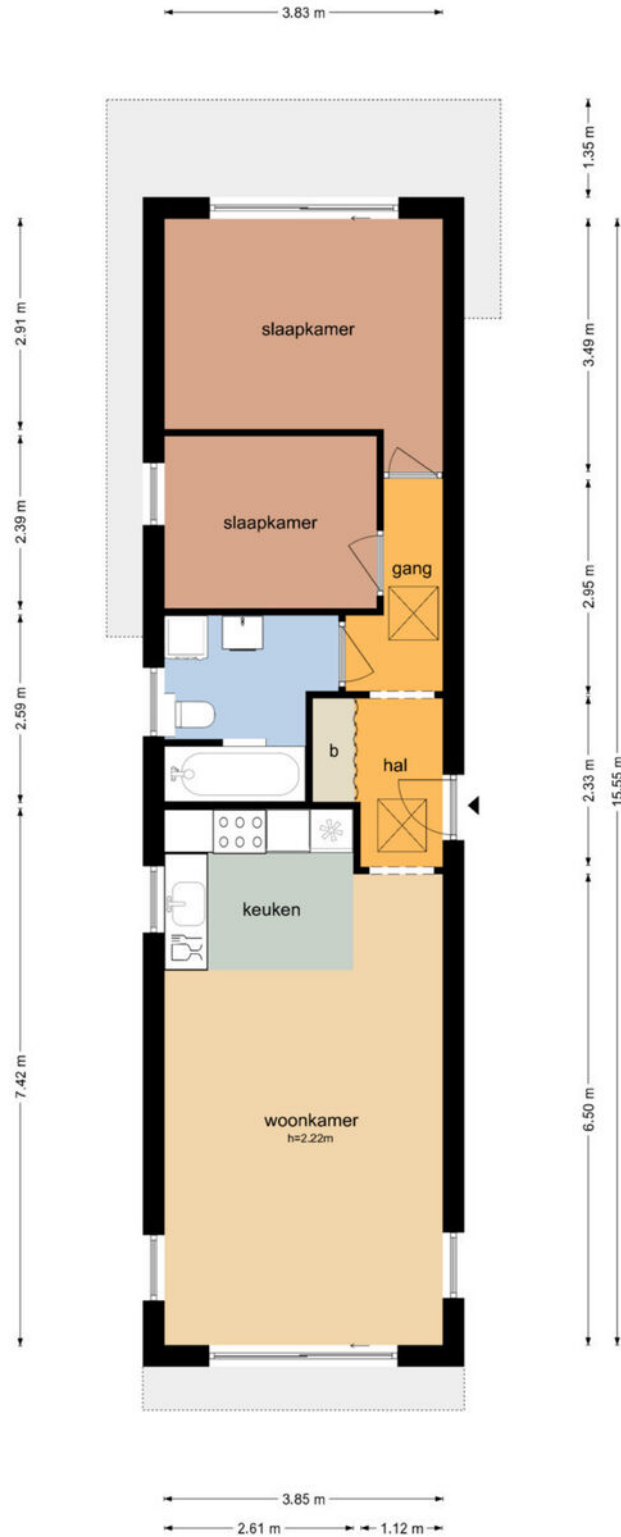 3.83 m
1.35 m
2.91 m
3.49 m
slaapkamer
2.39 m
slaapkamer
gang
2.95 m
2.59 m
b
hal
2.33 m
15.55 m
keuken
7.42 m
woonkamer
h=2.22m
6.50 m
3.85 m
2.61 m
1.12 m